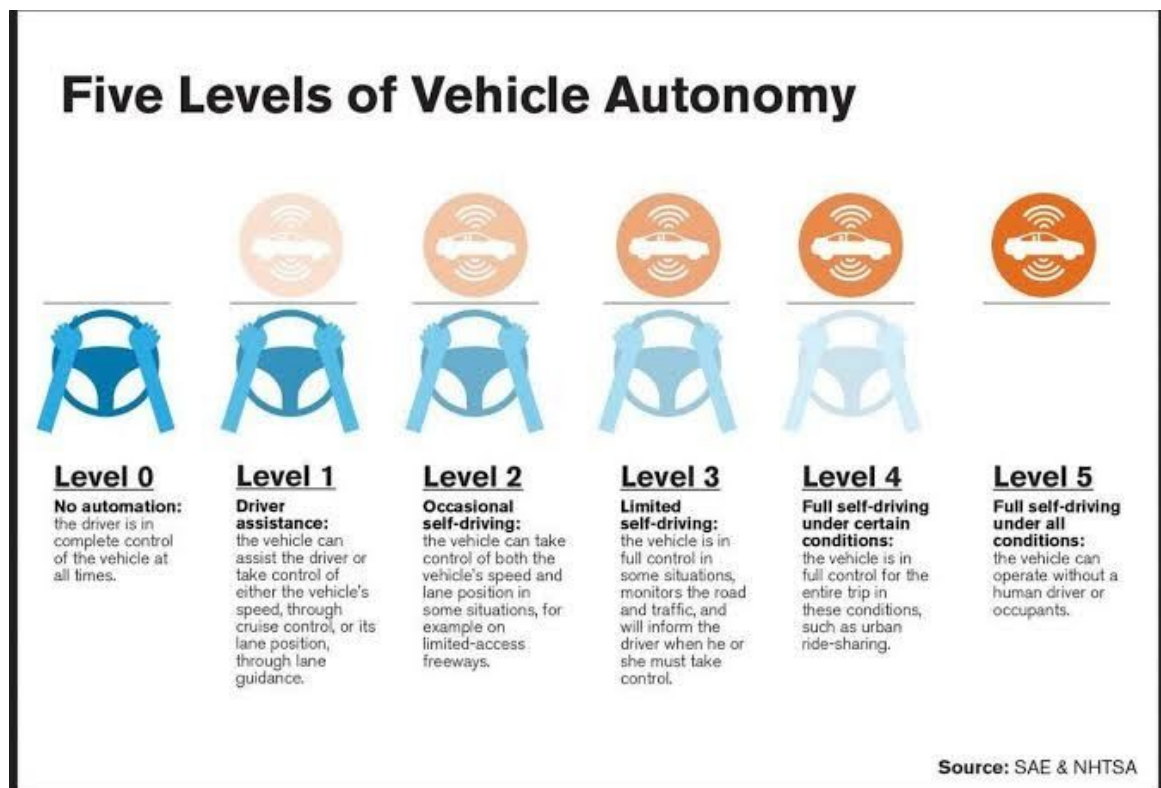 Five Levels of Vehicle Autonomy
Level 0
No automation:
the driver is in
complete control
of the vehicle at
all times.
Level 1
Driver
assistance:
the vehicle can
assist the driver or
take control of
either the vehicle's
speed, through
cruise control, or its
lane position,
through lane
guidance.
Level 2
Occasional
self-driving:
the vehicle can take
control of both the
vehicle's speed and
lane position in
some situations, for
example on
limited-access
freeways.
Level 3
Limited
self-driving:
the vehicle is in
full control in
some situations,
monitors the road
and traffic, and
will inform the
driver when he or
she must take
control.
Level 4
Full self-driving
under certain
conditions:
the vehicle is in
full control for the
entire trip in
these conditions,
such as urban
ride-sharing.
Level 5
Full self-driving
under all
conditions:
the vehicle can
operate without a
human driver or
occupants.
Source: SAE & NHTSA